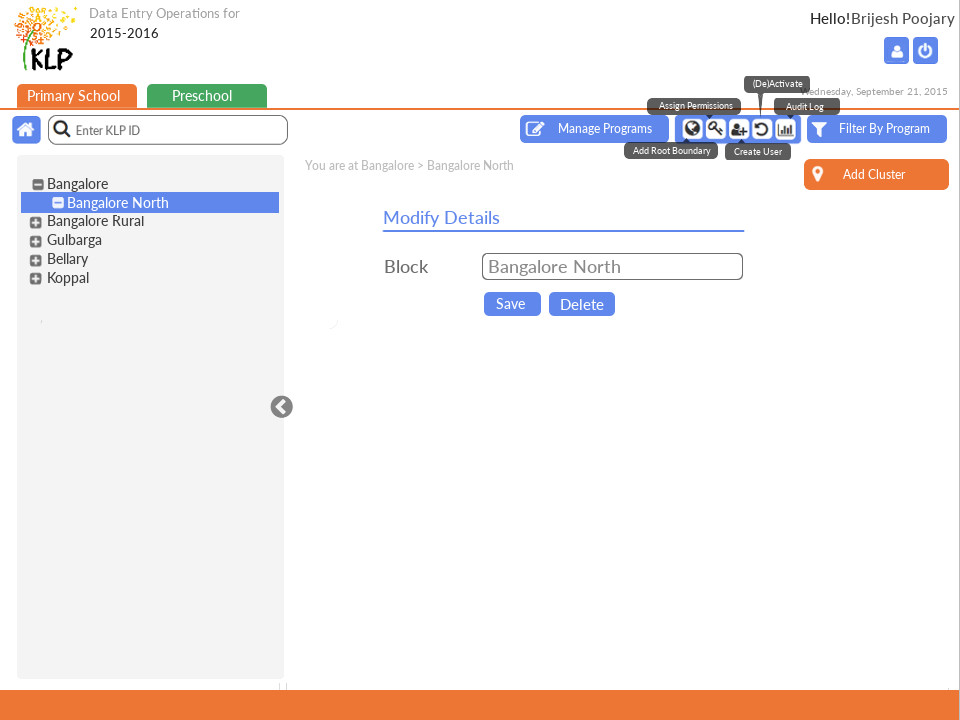 Data Entry Operations for
2015-2016
KLP
Hello!Brijesh Poojary
Primary School
Preschool
(De)Activate
Wednesday, September 21, 2015
Assign Permissions
Audit Log
Enter KLP ID
Manage Programs
Filter By Program
Add Root Boundary
Create User
You are at Bangalore > Bangalore North
Add Cluster
Bangalore
Bangalore North
Bangalore Rural
Gulbarga
Bellary
Koppal
Modify Details
Block
Bangalore North
Save
Delete